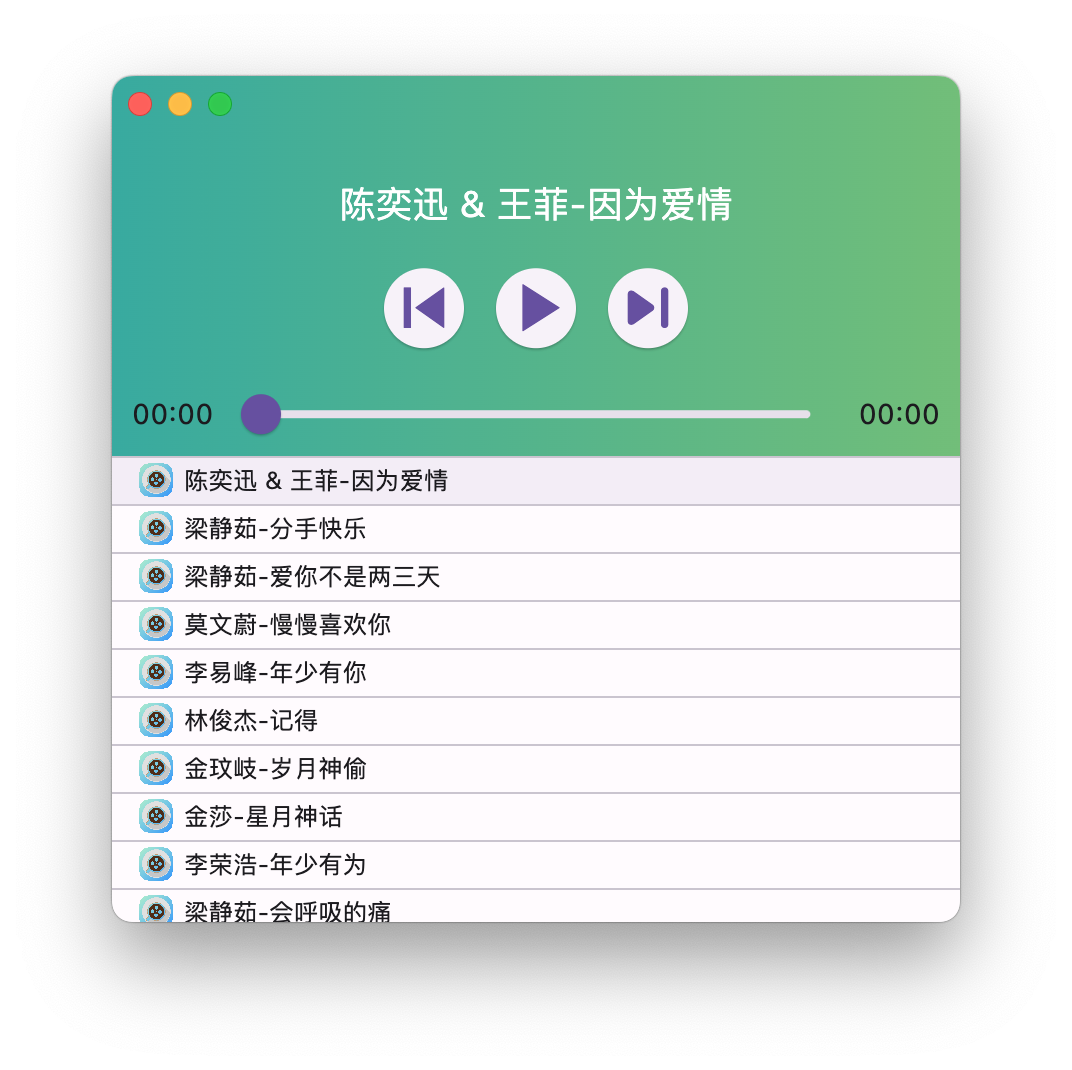 陈奕迅 & 王菲-因为爱情
00:00
00:00
陈奕迅 & 王菲-因为爱情
梁静茹-分手快乐
梁静茹-爱你不是两三天
莫文蔚-慢慢喜欢你
李易峰-年少有你
林俊杰-记得
金玟岐-岁月神偷
金莎-星月神话
李荣浩-年少有为
梁静茹-会呼吸的痛